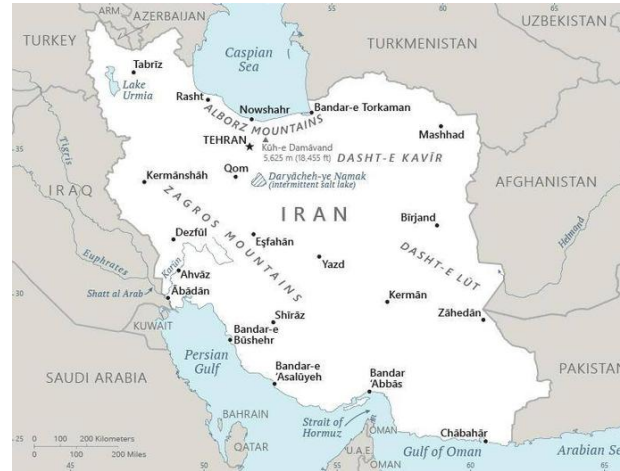 ARM.
AZERBAIJAN
UZBEKISTAN
TURKEY
Caspian
Sea
TURKMENISTAN
Tabrīz
Lake
Urmia
Rasht
Nowshahr
Bandar-e Torkaman
ALBORZ MOUNTAINS
Mashhad
TEHRAN
Kūh-e Damāvand
5,625 m (18,455 ft)
DASHT-E KAVĪR
Tigris
Qom
Daryācheh-ye Namak
(intermittent salt lake)
Kermānshāh
AFGHANISTAN
IRAQ
ZAGROS MOUNTAINS
IRAN
Bīrjand
Helmand
Dezfūl
Eşfahān
DASHT-E LŪT
Euphrates
Karun
Yazd
Ahvāz
Shatt al Arab
Ābādān
Kermān
30
30
Zāhedān
KUWAIT
Shīrāz
Bandar-e
Būshehr
Persian
Gulf
PAKISTAN
SAUDI ARABIA
Bandar-e
'Asalūyeh
Bandar
'Abbās
BAHRAIN
Strait of
Hormuz
OMAN
Chābahār
25
25
0 100 200 Kilometers
0 100 200 Miles
QATAR
U.A.E.
Gulf of Oman
Arabian Se
OMAN
45
50
55
60